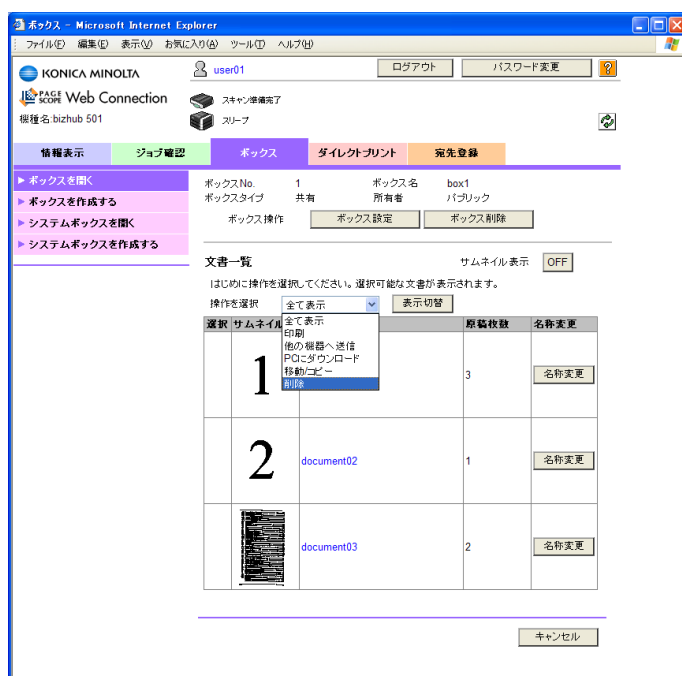 ボックス - Microsoft Internet Explorer
ファイル(F) 編集(E) 表示(V) お気に入り(A) ツール(T) ヘルプ(H)
KONICA MINOLTA
user01
ログアウト
パスワード変更
?
PAGE SCOPE Web Connection
スキャン準備完了
機種名:bizhub 501
スリープ
情報表示 ジョブ確認 ボックス ダイレクトプリント 宛先登録
ボックスを開く
ボックスを作成する
システムボックスを開く
システムボックスを作成する
ボックスNo. 1 ボックス名 box1
ボックスタイプ 共有 所有者 パブリック
ボックス操作 ボックス設定 ボックス削除
文書一覧 サムネイル表示 OFF
はじめに操作を選択してください。選択可能な文書が表示されます。
操作を選択 全て表示 表示切替
選択 サムネイル 原稿枚数 名称変更
全て表示
印刷
他の機器へ送信
PCにダウンロード
移動/コピー
削除
1 3 名称変更
2 document02 1 名称変更
document03 2 名称変更
キャンセル